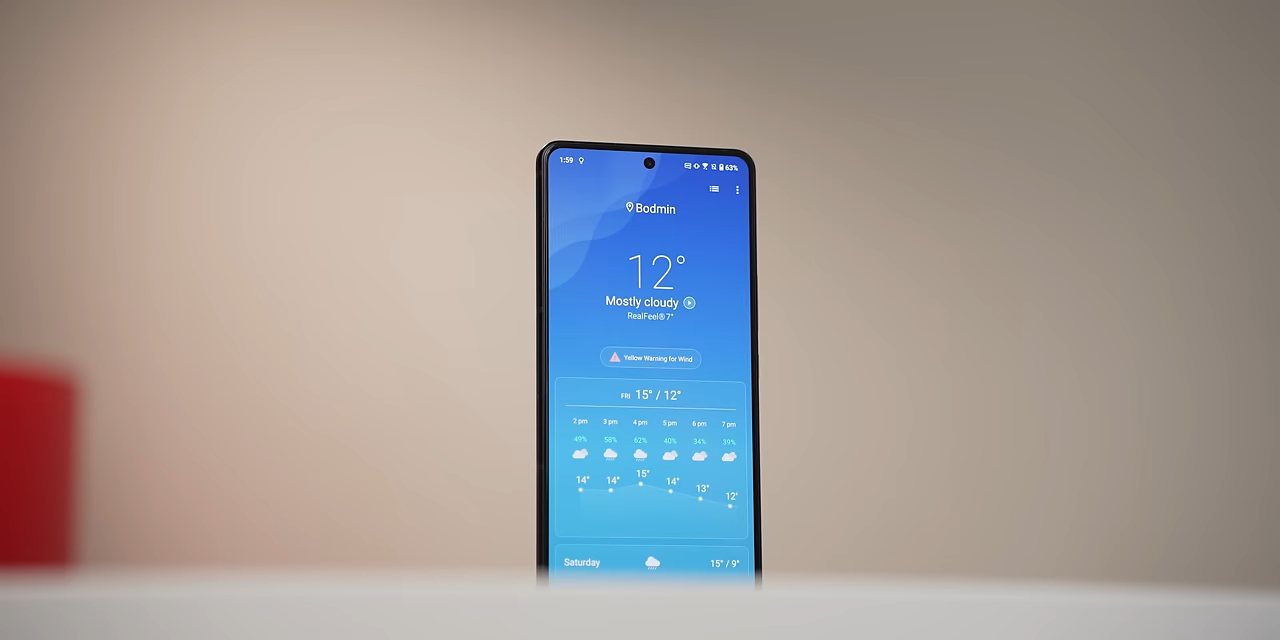 1:59 63%
Bodmin
12°
Mostly cloudy
RealFeel®7°
Yellow Warning for Wind
FRI 15° / 12°
2 pm 3 pm 4 pm 5 pm 6 pm 7 pm
49% 58% 62% 40% 34% 39%
14° 14° 15° 14° 13° 12°
Saturday 15° / 9°